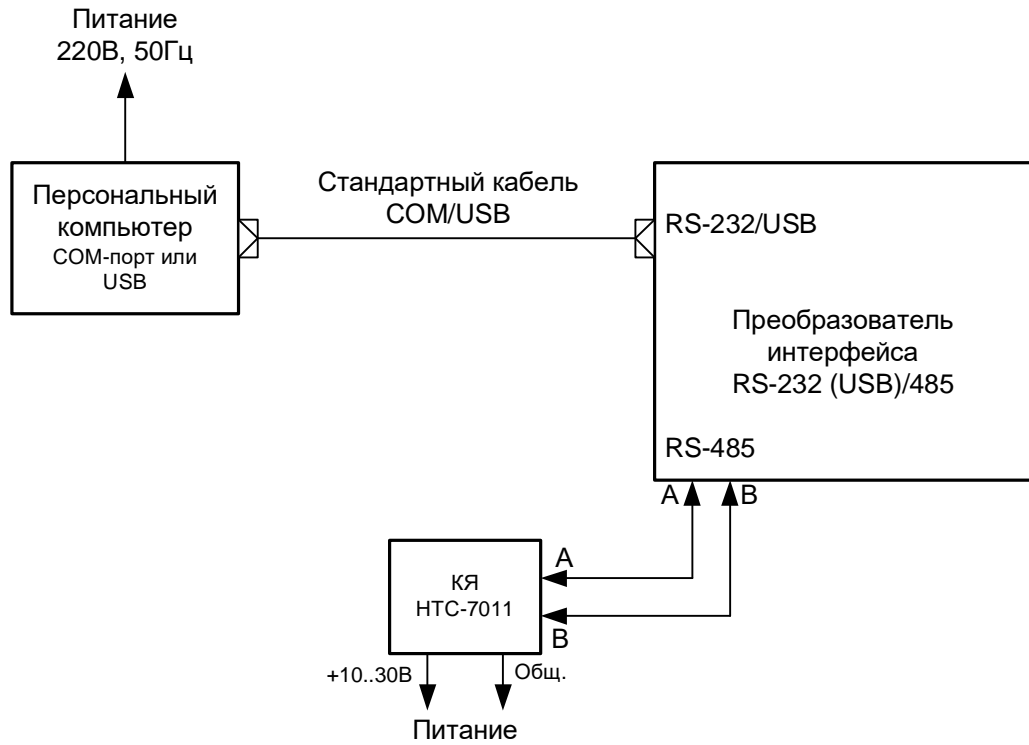 Питание
220В, 50Гц
Персональный
компьютер
COM-порт или
USB
Стандартный кабель
COM/USB
RS-232/USB
Преобразователь
интерфейса
RS-232 (USB)/485
RS-485
A
B
A
B
КЯ
НТС-7011
+10..30В
Общ.
Питание